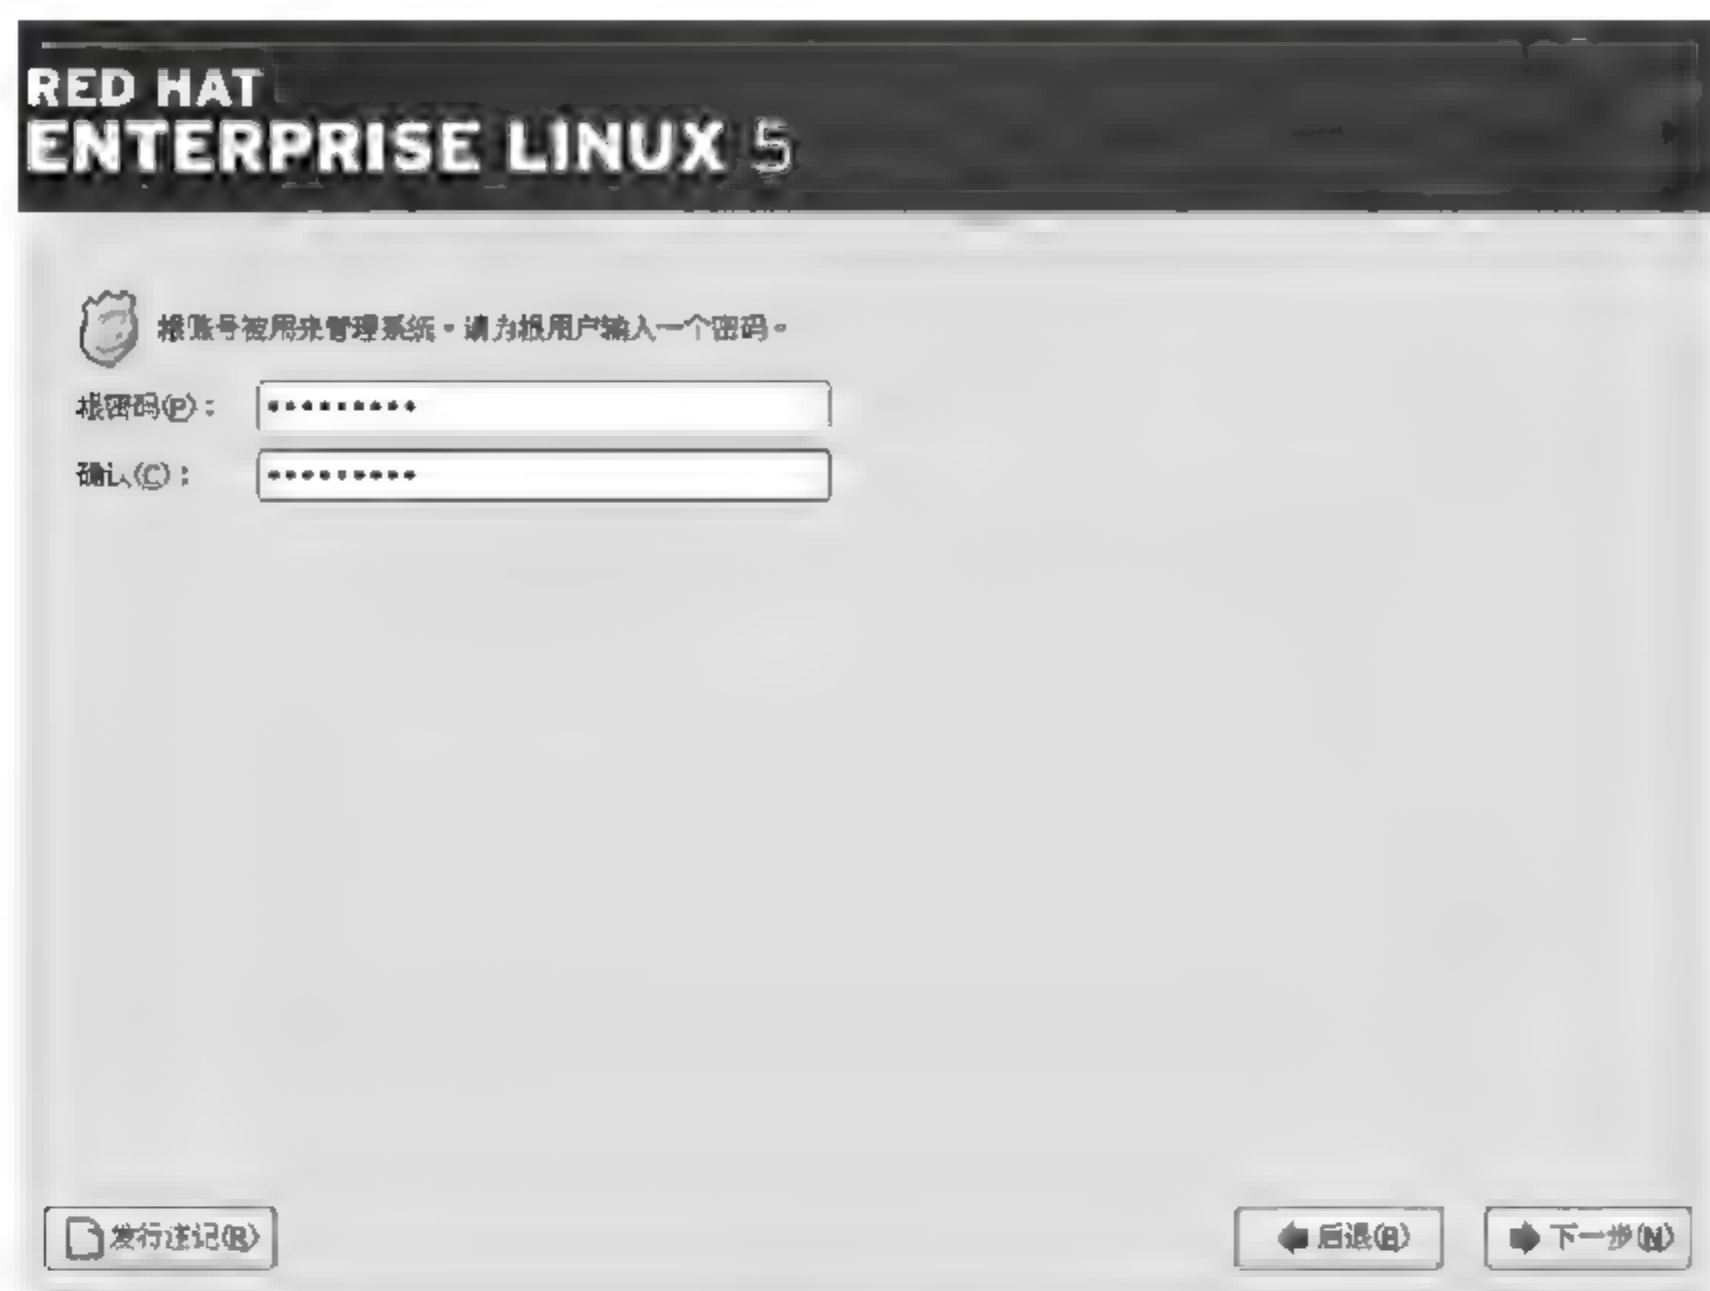 RED HAT
ENTERPRISE LINUX 5
根账号被用来管理系统。请为根用户输入一个密码。
根密码(P)： •••••••••
确认(C)： •••••••••
发行注记(R)
后退(B)
下一步(N)